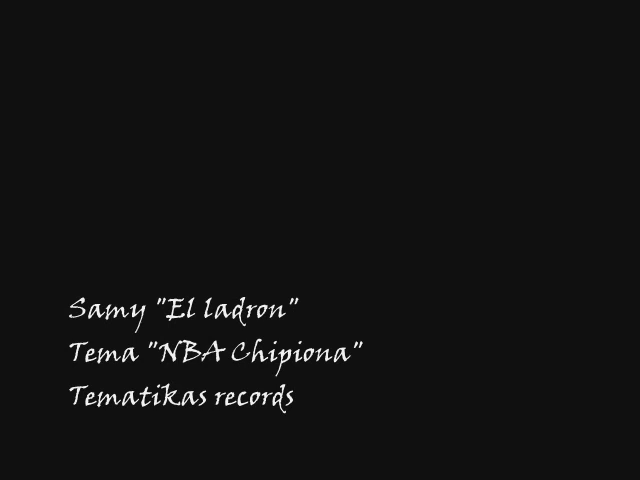 Samy "El ladron"
Tema "NBA Chipiona"
Tematikas records